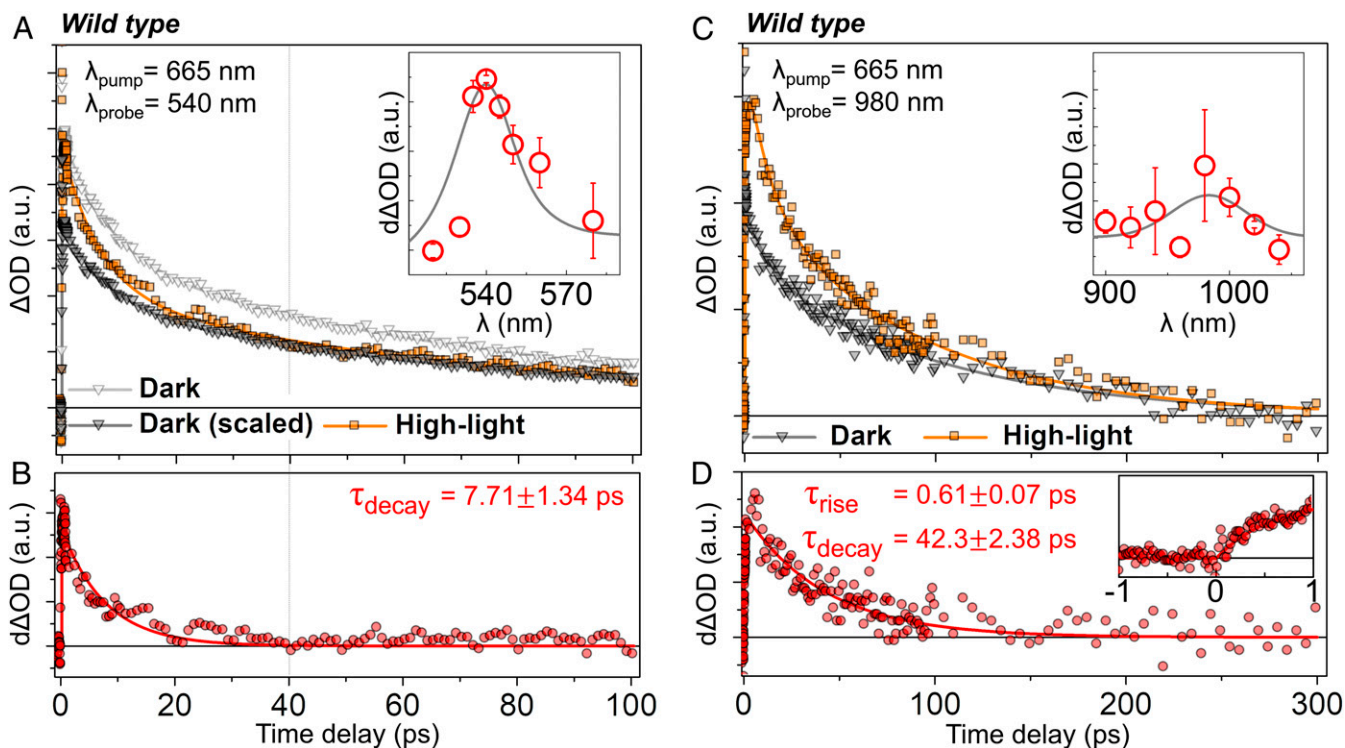 A
Wild type
λpump= 665 nm
λprobe= 540 nm
ΔOD (a.u.)
dΔOD (a.u.)
540 570
λ (nm)
Dark
Dark (scaled) High-light
B
τdecay = 7.71±1.34 ps
dΔOD (a.u.)
0 20 40 60 80 100
Time delay (ps)
C
Wild type
λpump= 665 nm
λprobe= 980 nm
ΔOD (a.u.)
dΔOD (a.u.)
900 1000
λ (nm)
Dark High-light
D
τrise = 0.61±0.07 ps
τdecay = 42.3±2.38 ps
-1 0 1
dΔOD (a.u.)
0 100 200 300
Time delay (ps)